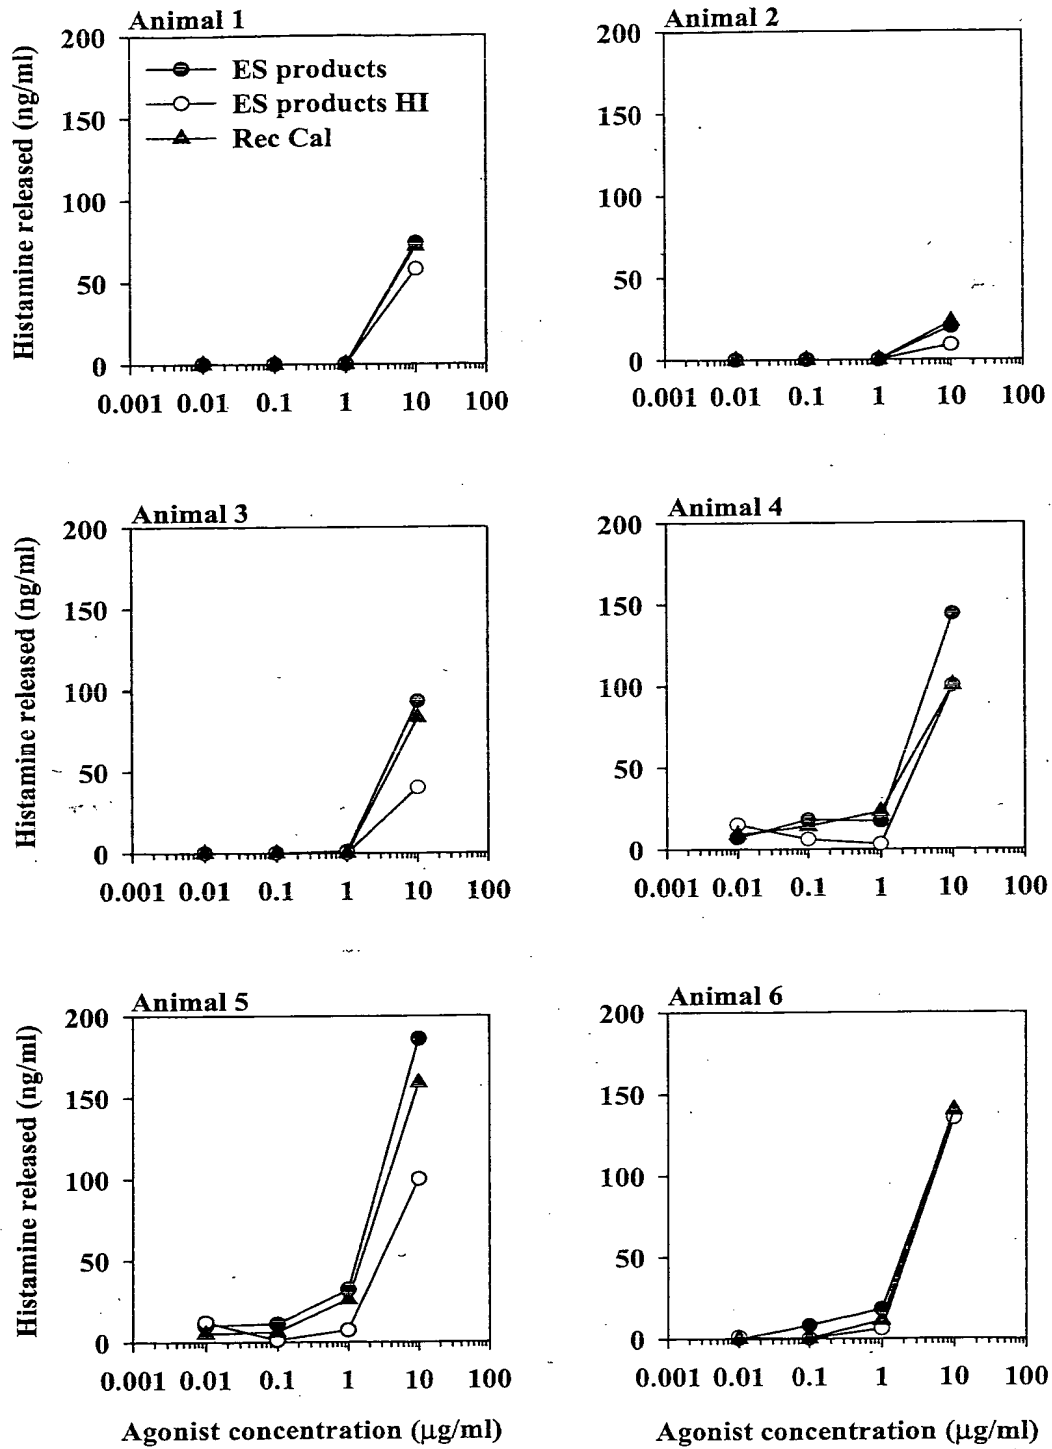 Animal 1
Histamine released (ng/ml)
200
150
100
50
0
ES products
ES products HI
Rec Cal
0.001 0.01 0.1 1 10 100
Animal 2
200
150
100
50
0
0.001 0.01 0.1 1 10 100
Animal 3
Histamine released (ng/ml)
200
150
100
50
0
0.001 0.01 0.1 1 10 100
Animal 4
200
150
100
50
0
0.001 0.01 0.1 1 10 100
Animal 5
Histamine released (ng/ml)
200
150
100
50
0
0.001 0.01 0.1 1 10 100
Agonist concentration (μg/ml)
Animal 6
200
150
100
50
0
0.001 0.01 0.1 1 10 100
Agonist concentration (μg/ml)